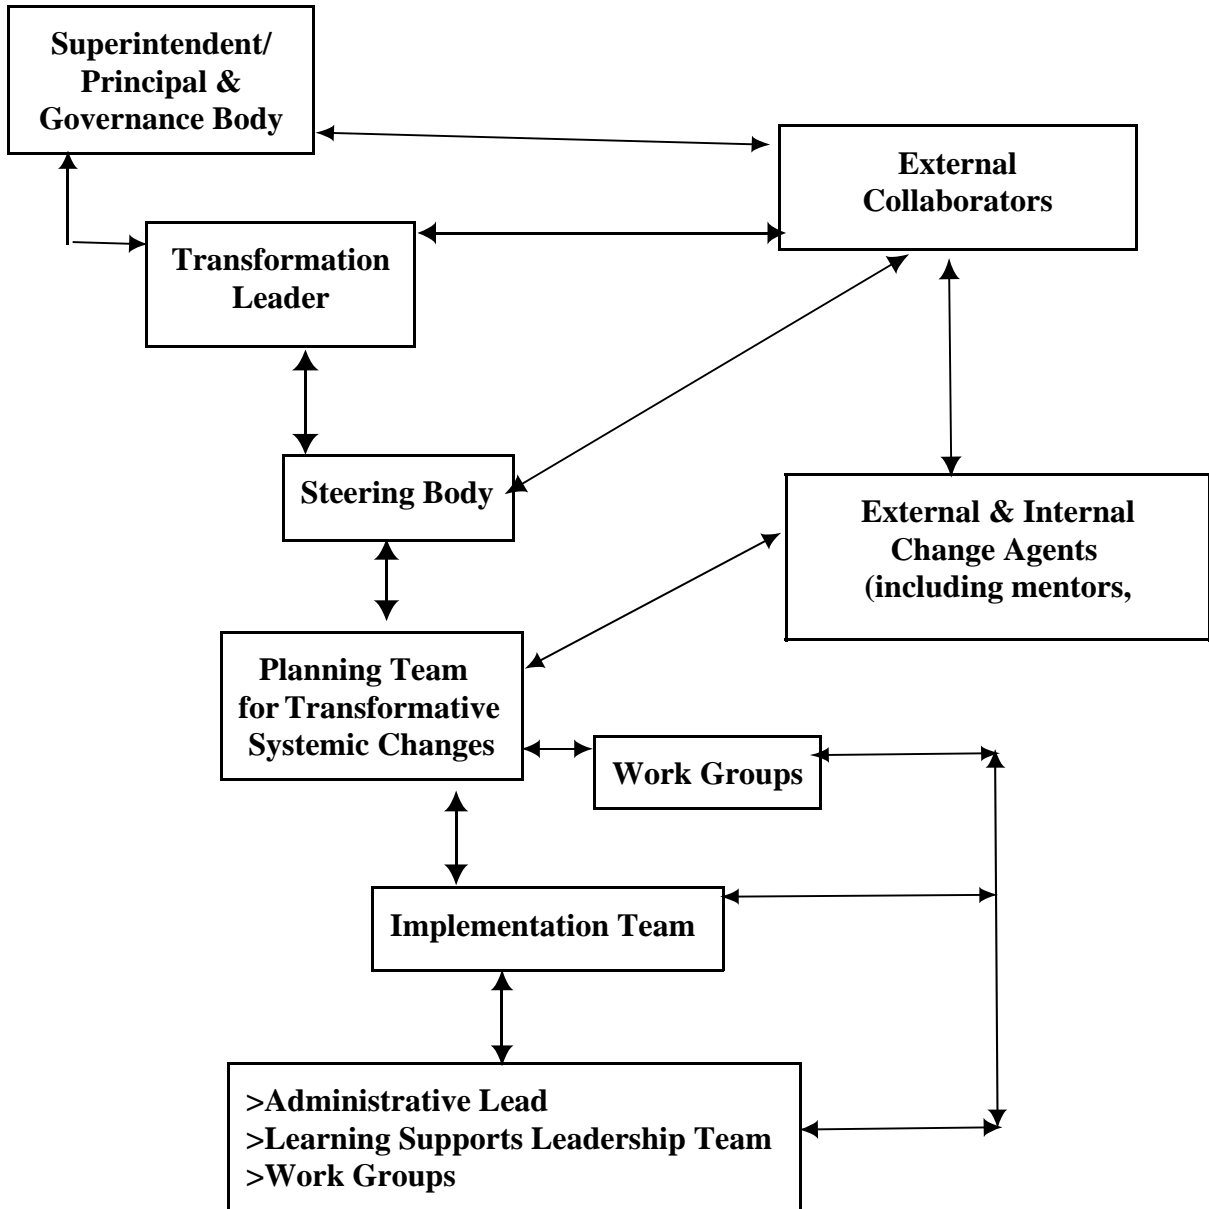 Superintendent/
Principal &
Governance Body
External
Collaborators
Transformation
Leader
Steering Body
External & Internal
Change Agents
(including mentors,
Planning Team
for Transformative
Systemic Changes
Work Groups
Implementation Team
>Administrative Lead
>Learning Supports Leadership Team
>Work Groups